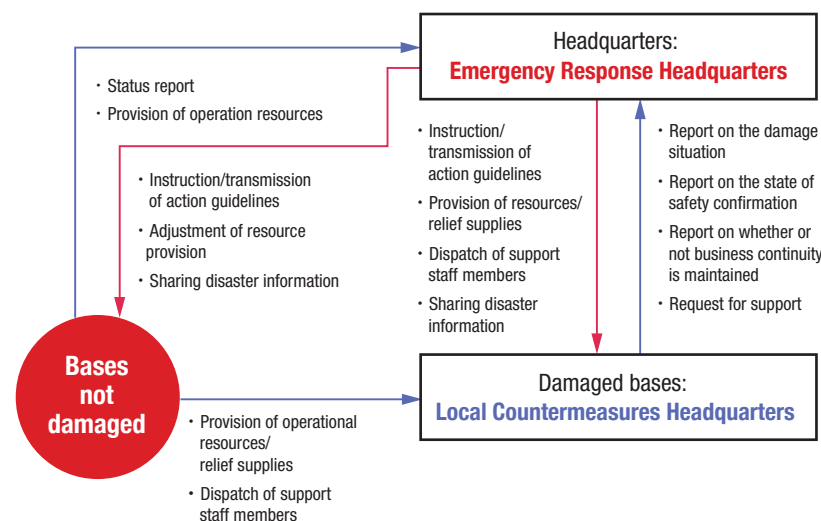 Headquarters:
Emergency Response Headquarters
・Status report
・Provision of operation resources
・Instruction/
transmission of
action guidelines
・Provision of resources/
relief supplies
・Dispatch of support
staff members
・Sharing disaster
information
・Report on the damage
situation
・Report on the state of
safety confirmation
・Report on whether or
not business continuity
is maintained
・Request for support
・Instruction/transmission
of action guidelines
・Adjustment of resource
provision
・Sharing disaster information
Bases
not
damaged
Damaged bases:
Local Countermeasures Headquarters
・Provision of operational
resources/
relief supplies
・Dispatch of support
staff members